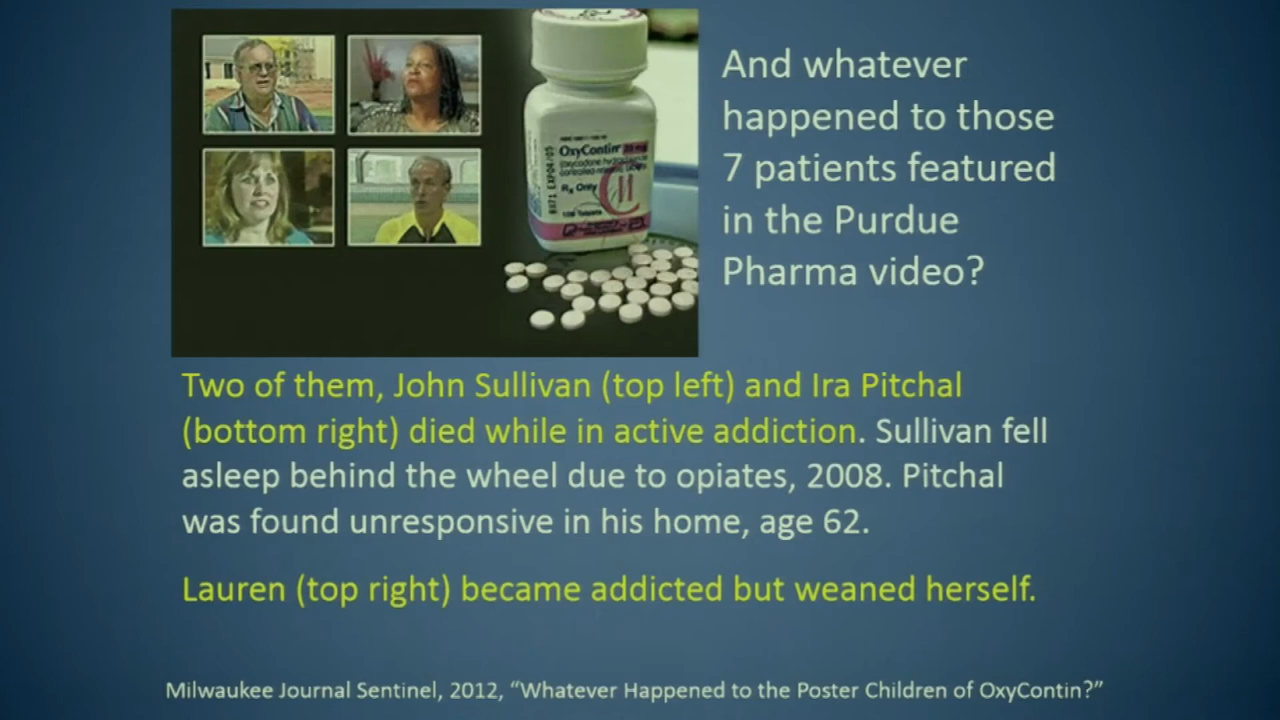 And whatever
happened to those
7 patients featured
in the Purdue
Pharma video?
OxyContin
Rx Only
CII
Two of them, John Sullivan (top left) and Ira Pitchal
(bottom right) died while in active addiction. Sullivan fell
asleep behind the wheel due to opiates, 2008. Pitchal
was found unresponsive in his home, age 62.
Lauren (top right) became addicted but weaned herself.
Milwaukee Journal Sentinel, 2012, “Whatever Happened to the Poster Children of OxyContin?”